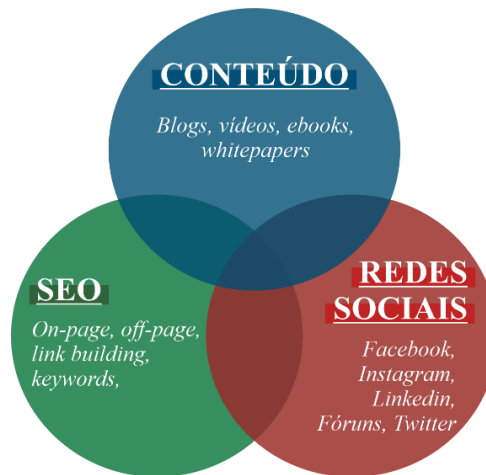 CONTEÚDO
Blogs, vídeos, ebooks,
whitepapers
SEO
On-page, off-page,
link building,
keywords,
REDES
SOCIAIS
Facebook,
Instagram,
Linkedin,
Fóruns, Twitter